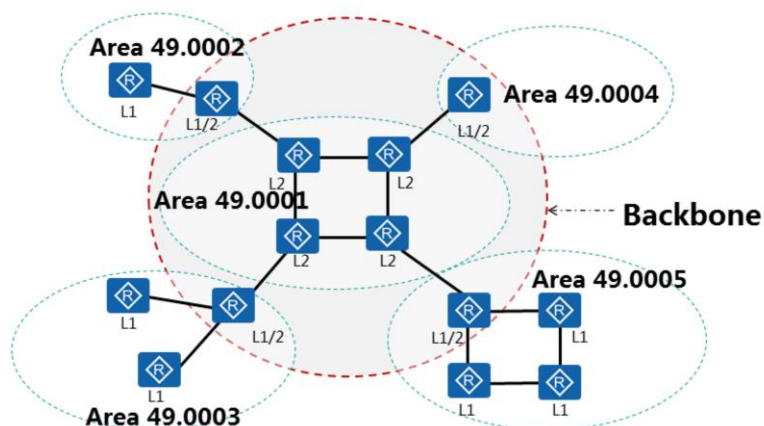 Area 49.0002
R
R
L1
L1/2
R
Area 49.0004
L1/2
R
R
L2
L2
Area 49.0001
R
R
L2
L2
Backbone
Area 49.0005
R
L1
R
L1/2
R
L1/2
R
L1
R
L1
R
L1
R
L1
Area 49.0003